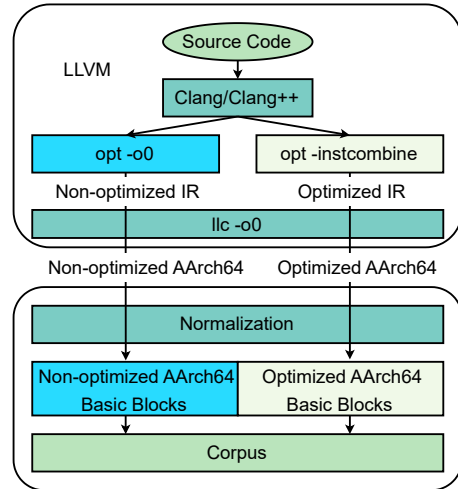 Source Code
LLVM
Clang/Clang++
opt -o0
opt -instcombine
Non-optimized IR
Optimized IR
llc -o0
Non-optimized AArch64
Optimized AArch64
Normalization
Non-optimized AArch64
Basic Blocks
Optimized AArch64
Basic Blocks
Corpus